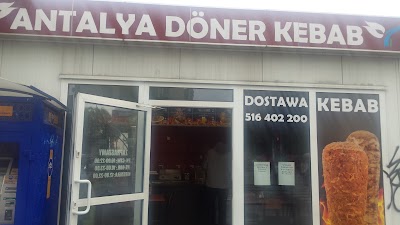 ANTALYA DÖNER KEBAB
DOSTAWA
516 402 200
KEBAB